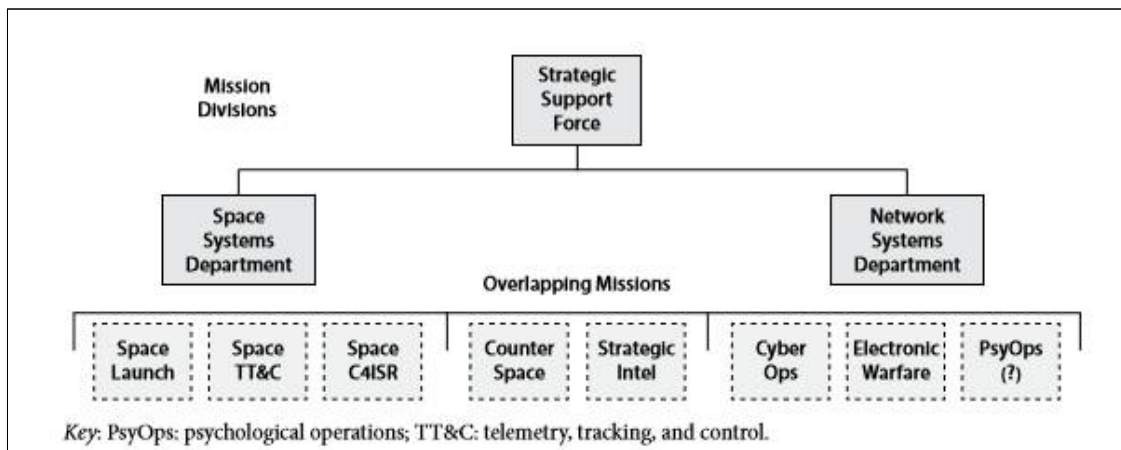 Mission
Divisions
Strategic
Support
Force
Space
Systems
Department
Network
Systems
Department
Overlapping Missions
Space
Launch
Space
TT&C
Space
C4ISR
Counter
Space
Strategic
Intel
Cyber
Ops
Electronic
Warfare
PsyOps
(?)
Key: PsyOps: psychological operations; TT&C: telemetry, tracking, and control.